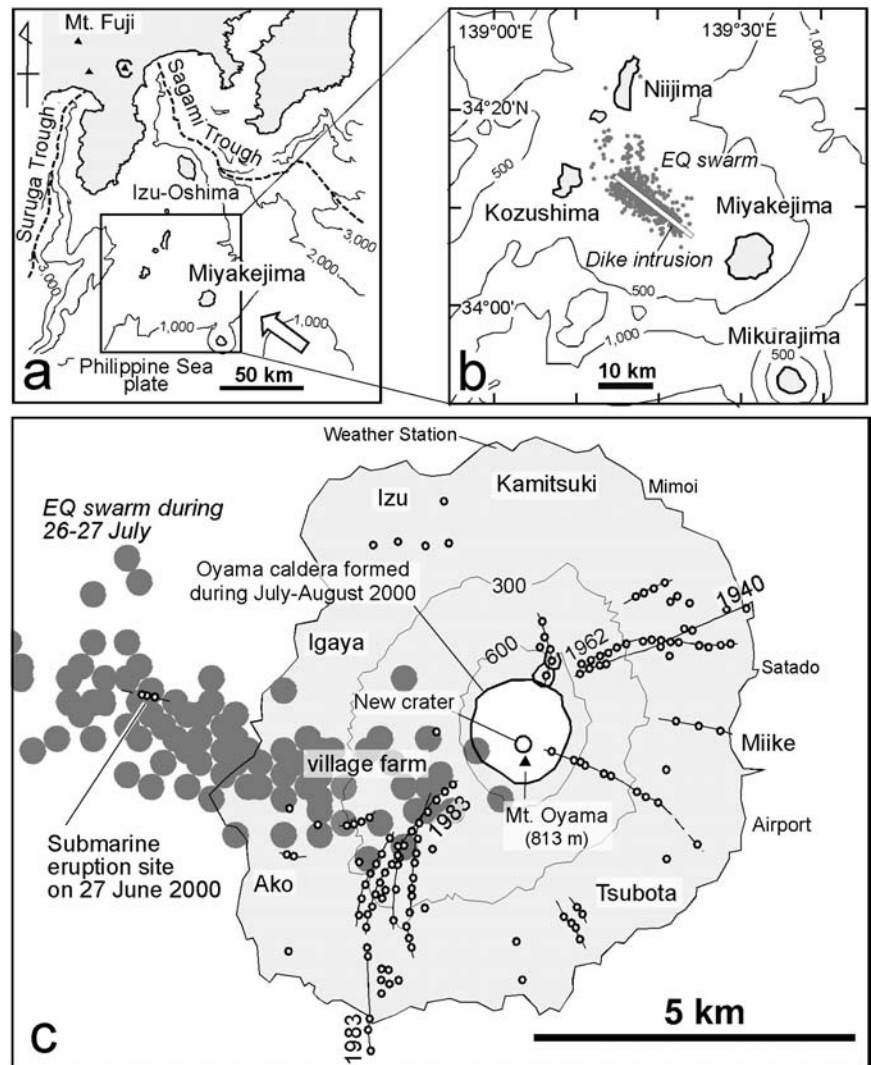 Mt. Fuji
Suruga Trough
Sagami Trough
Izu-Oshima
Miyakejima
3,000
2,000
3,000
1,000
1,000
Philippine Sea
plate
50 km
a
139°00'E
139°30'E
1,000
34°20'N
Niijima
500
EQ swarm
Kozushima
Miyakejima
Dike intrusion
34°00'
500
1,000
Mikurajima
500
10 km
b
Weather Station
Kamitsuki
Mimoi
Izu
EQ swarm during
26-27 July
Oyama caldera formed
during July-August 2000
300
1940
Igaya
600
1962
Satado
New crater
Miike
village farm
1983
Mt. Oyama
(813 m)
Airport
Submarine
eruption site
on 27 June 2000
Ako
Tsubota
1983
5 km
c